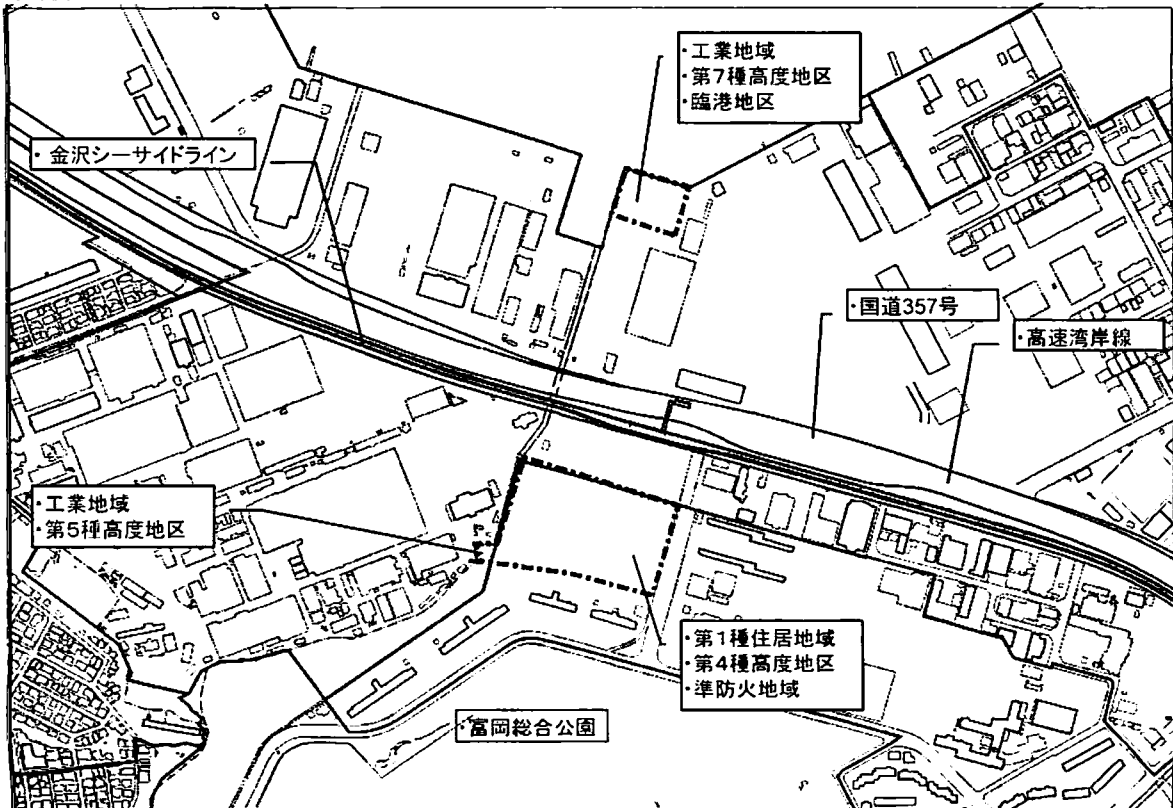 ・工業地域
・第7種高度地区
・臨港地区
・金沢シーサイドライン
・国道357号
・高速湾岸線
・工業地域
・第5種高度地区
・第1種住居地域
・第4種高度地区
・準防火地域
・富岡総合公園